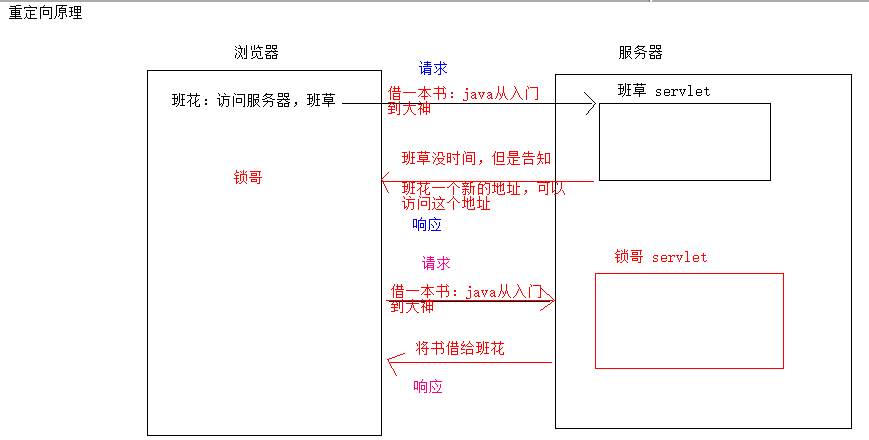 重定向原理
浏览器
服务器
请求
班花：访问服务器，班草
借一本书：java从入门
到大神
班草 servlet
班草没时间，但是告知
锁哥
班花一个新的地址，可以
访问这个地址
响应
请求
锁哥 servlet
借一本书：java从入门
到大神
将书借给班花
响应